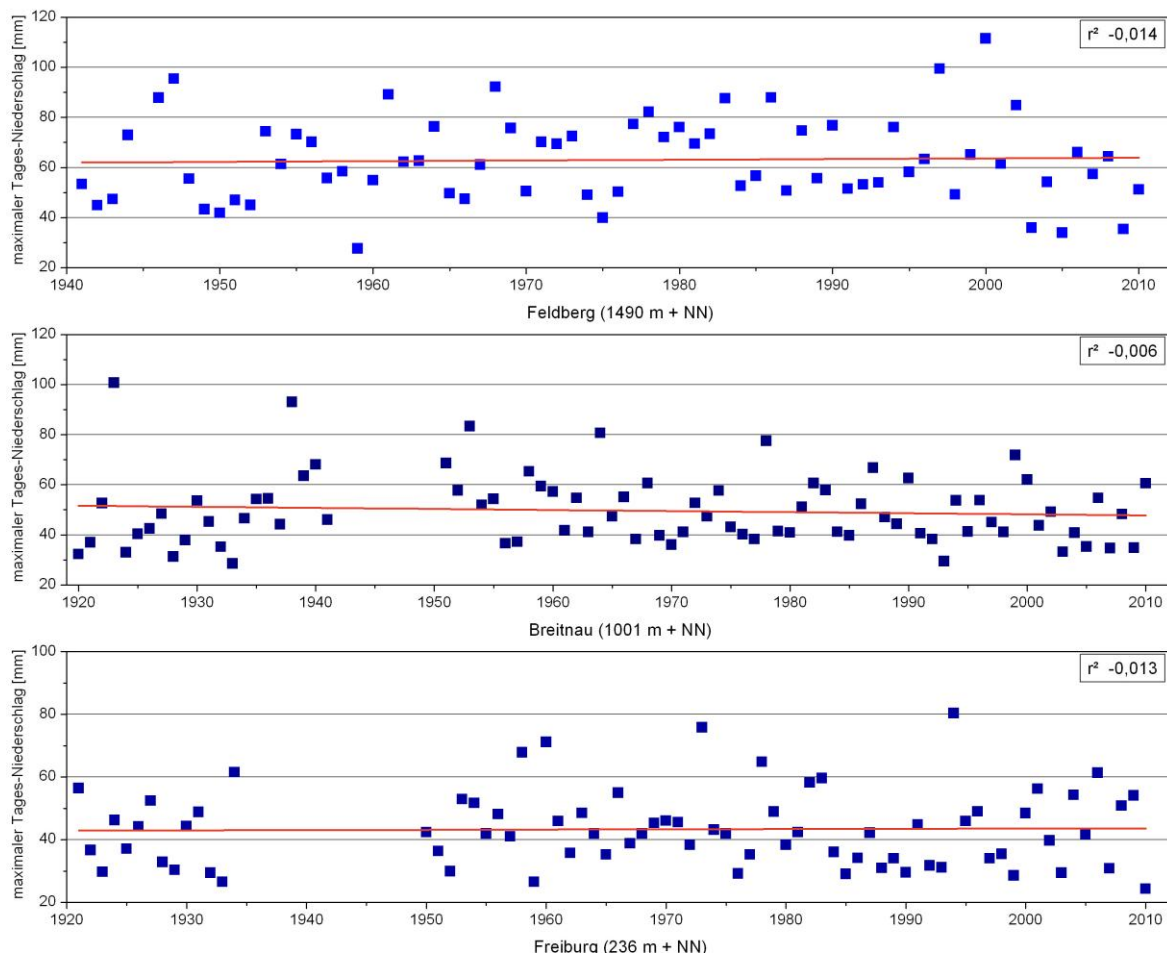 maximaler Tages-Niederschlag [mm]
120
100
80
60
40
20
r² -0,014
1940 1950 1960 1970 1980 1990 2000 2010
Feldberg (1490 m + NN)
maximaler Tages-Niederschlag [mm]
120
100
80
60
40
20
r² -0,006
1920 1930 1940 1950 1960 1970 1980 1990 2000 2010
Breitnau (1001 m + NN)
maximaler Tages-Niederschlag [mm]
100
80
60
40
20
r² -0,013
1920 1930 1940 1950 1960 1970 1980 1990 2000 2010
Freiburg (236 m + NN)